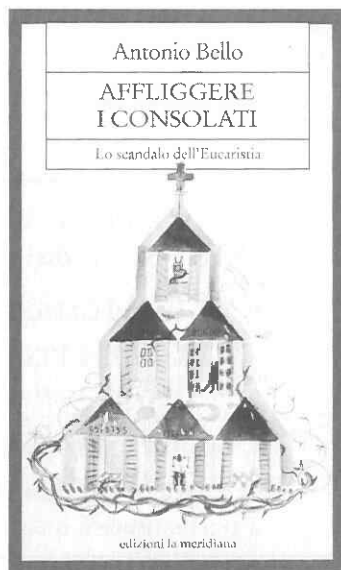 Antonio Bello
AFFLIGGERE
I CONSOLATI
Lo scandalo dell'Eucaristia
edizioni la meridiana